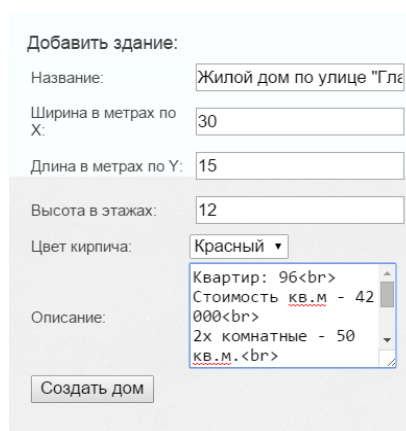 Добавить здание:
Название: Жилой дом по улице "Гла
Ширина в метрах по
X: 30
Длина в метрах по Y: 15
Высота в этажах: 12
Цвет кирпича: Красный
Описание:
Квартир: 96<br>
Стоимость кв.м - 42
000<br>
2х комнатные - 50
кв.м.<br>
Создать дом